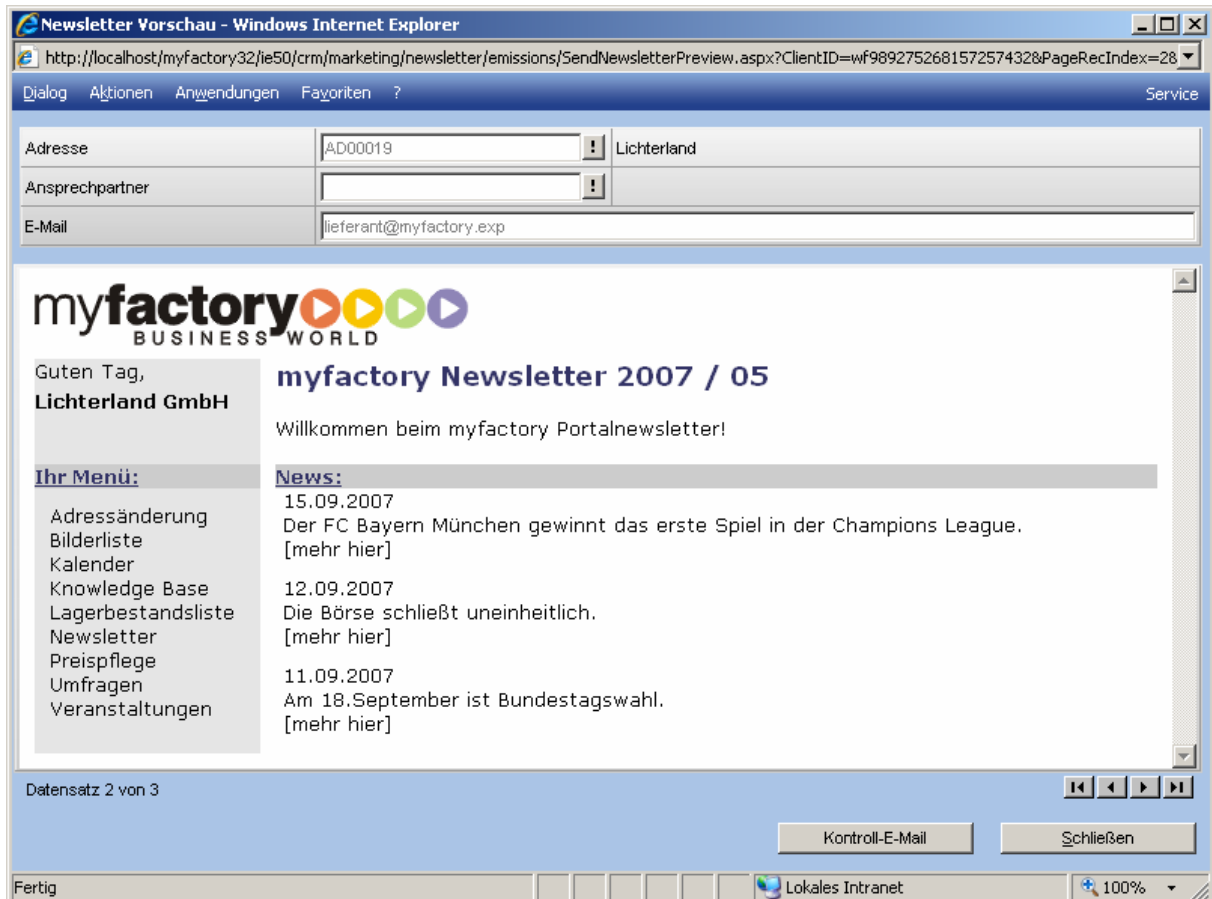 Newsletter Vorschau - Windows Internet Explorer
http://localhost/myfactory32/ie50/crm/marketing/newsletter/emissions/SendNewsletterPreview.aspx?ClientID=wf98927526815725743​2&PageRecIndex=28
Dialog Aktionen Anwendungen Favoriten ? Service
Adresse AD00019 ! Lichterland
Ansprechpartner !
E-Mail lieferant@myfactory.exp
myfactory
BUSINESS WORLD
Guten Tag,
Lichterland GmbH
myfactory Newsletter 2007 / 05
Willkommen beim myfactory Portalnewsletter!
Ihr Menü:
Adressänderung
Bilderliste
Kalender
Knowledge Base
Lagerbestandsliste
Newsletter
Preispflege
Umfragen
Veranstaltungen
News:
15.09.2007
Der FC Bayern München gewinnt das erste Spiel in der Champions League.
[mehr hier]
12.09.2007
Die Börse schließt uneinheitlich.
[mehr hier]
11.09.2007
Am 18.September ist Bundestagswahl.
[mehr hier]
Datensatz 2 von 3
Kontroll-E-Mail Schließen
Fertig Lokales Intranet 100%